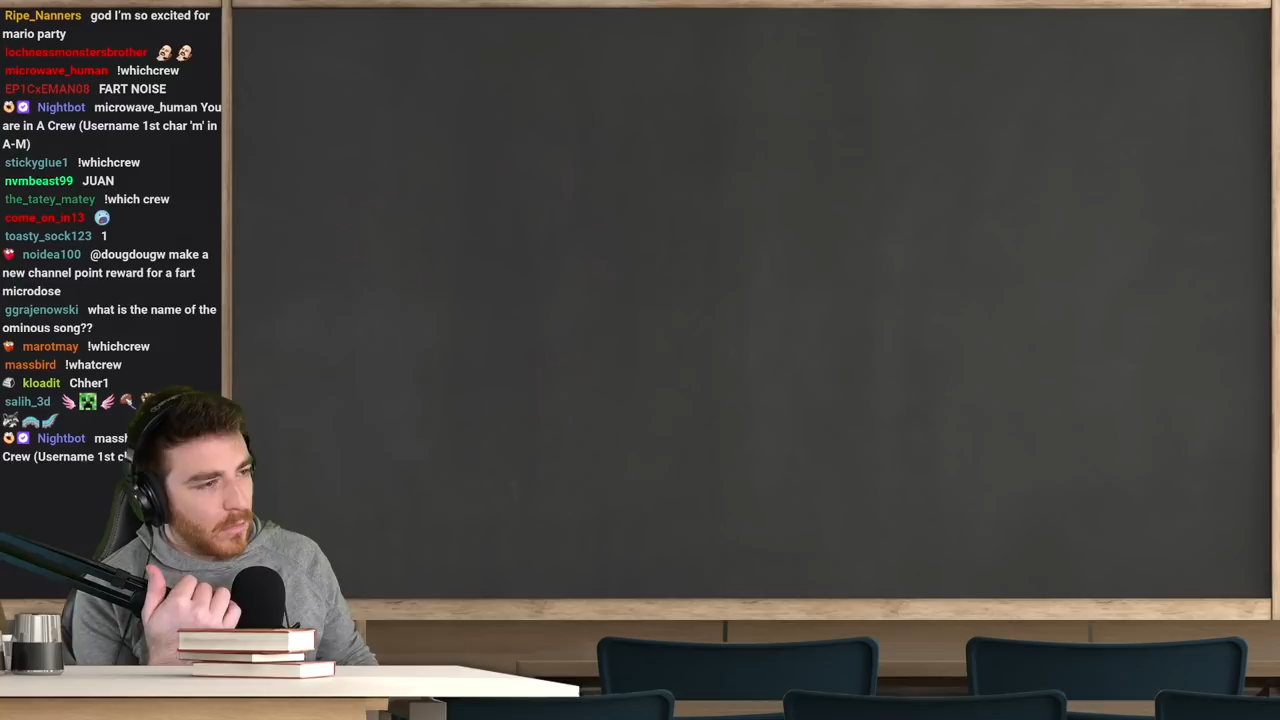 Ripe_Nanners god I'm so excited for
mario party
lochnessmonstersbrother
microwave_human !whichcrew
EP1CxEMAN08 FART NOISE
Nightbot microwave_human You
are in A Crew (Username 1st char 'm' in
A-M)
stickyglue1 !whichcrew
nvmbeast99 JUAN
the_tatey_matey !which crew
come_on_in13
toasty_sock123 1
noidea100 @dougdougw make a
new channel point reward for a fart
microdose
ggrajenowski what is the name of the
ominous song??
marotmay !whichcrew
massbird !whatcrew
kloadit Chher1
salih_3d
Nightbot
Crew (Username 1st